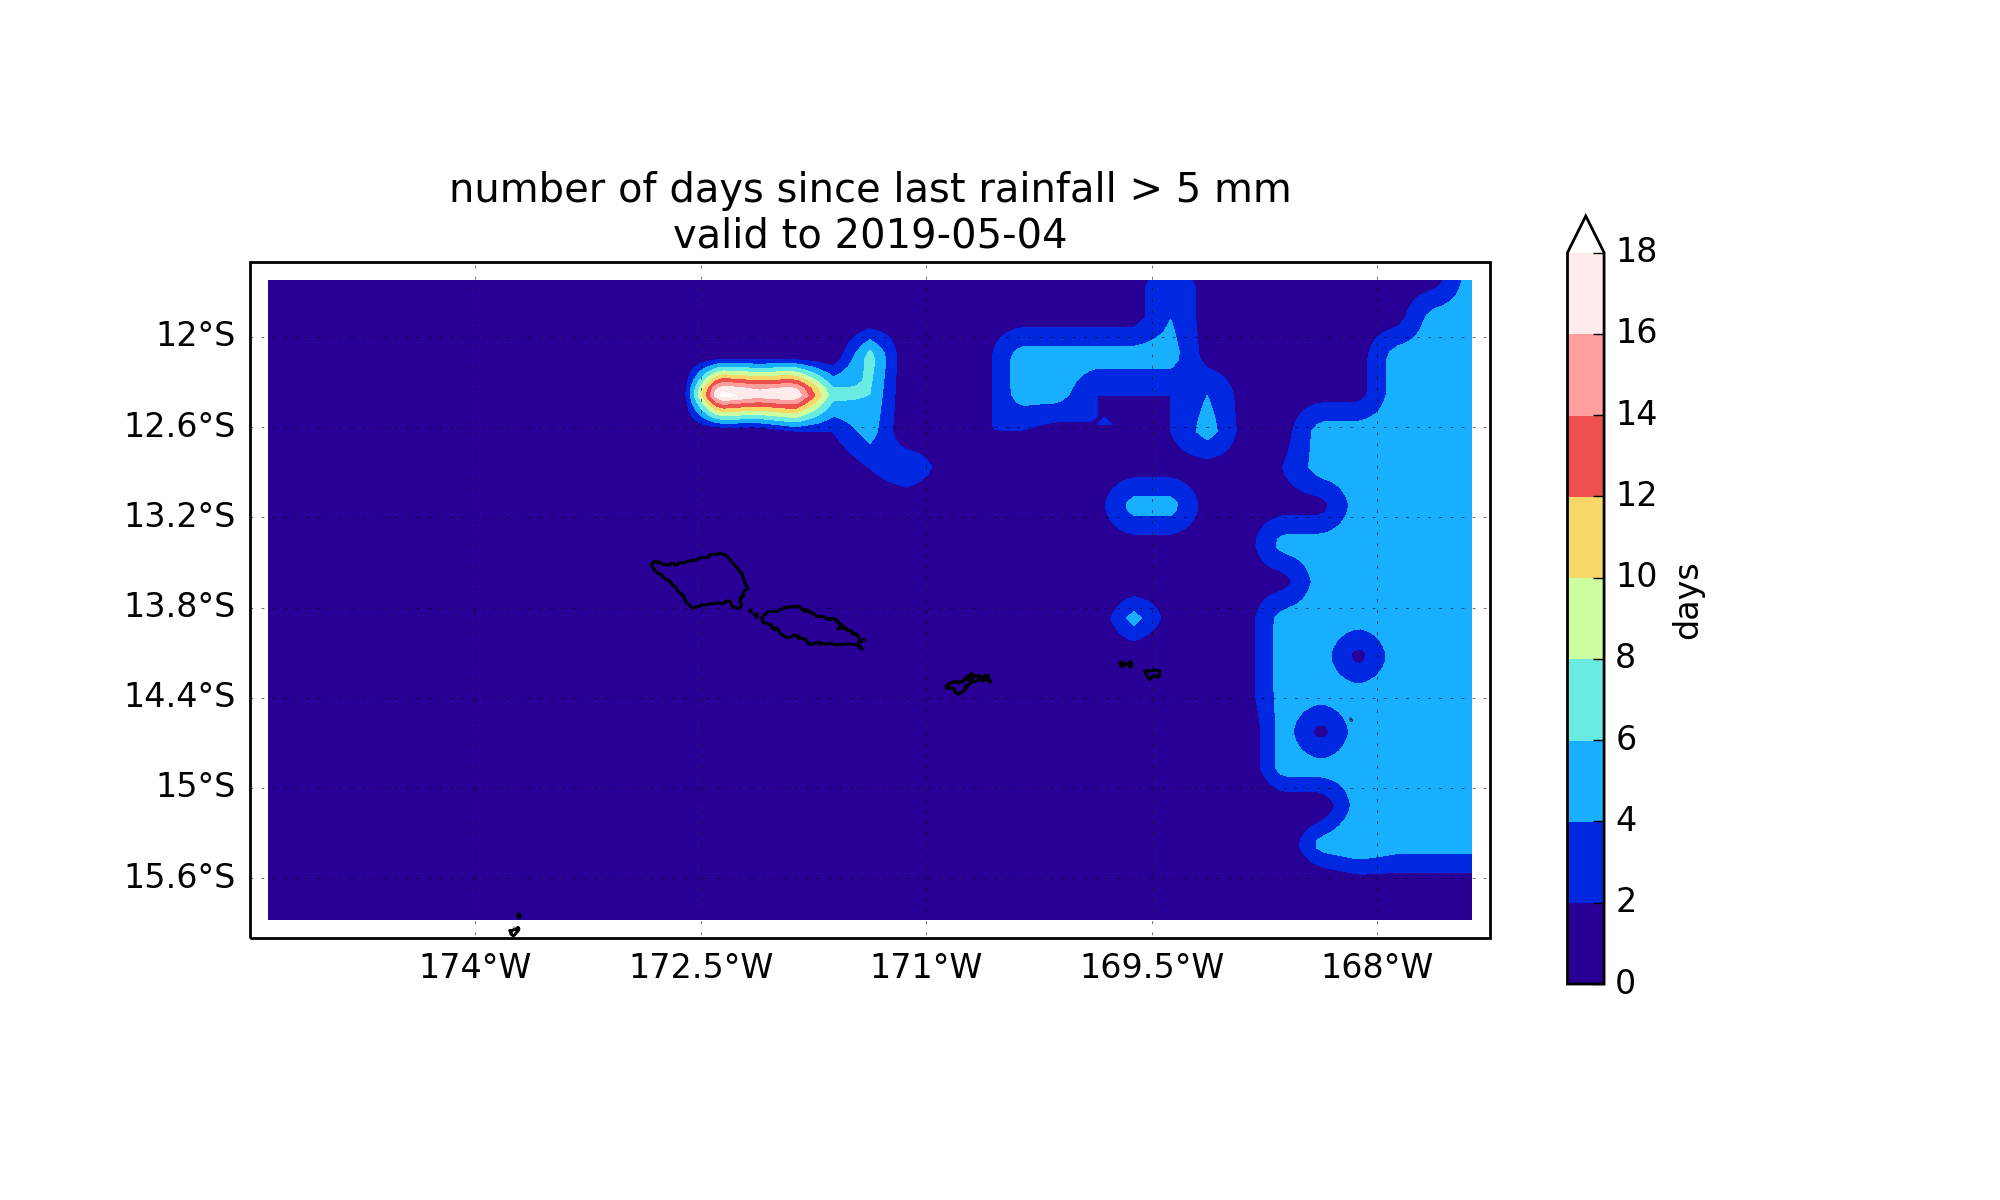 number of days since last rainfall > 5 mm
valid to 2019-05-04
12°S
12.6°S
13.2°S
13.8°S
14.4°S
15°S
15.6°S
174°W
172.5°W
171°W
169.5°W
168°W
18
16
14
12
10
8
6
4
2
0
days